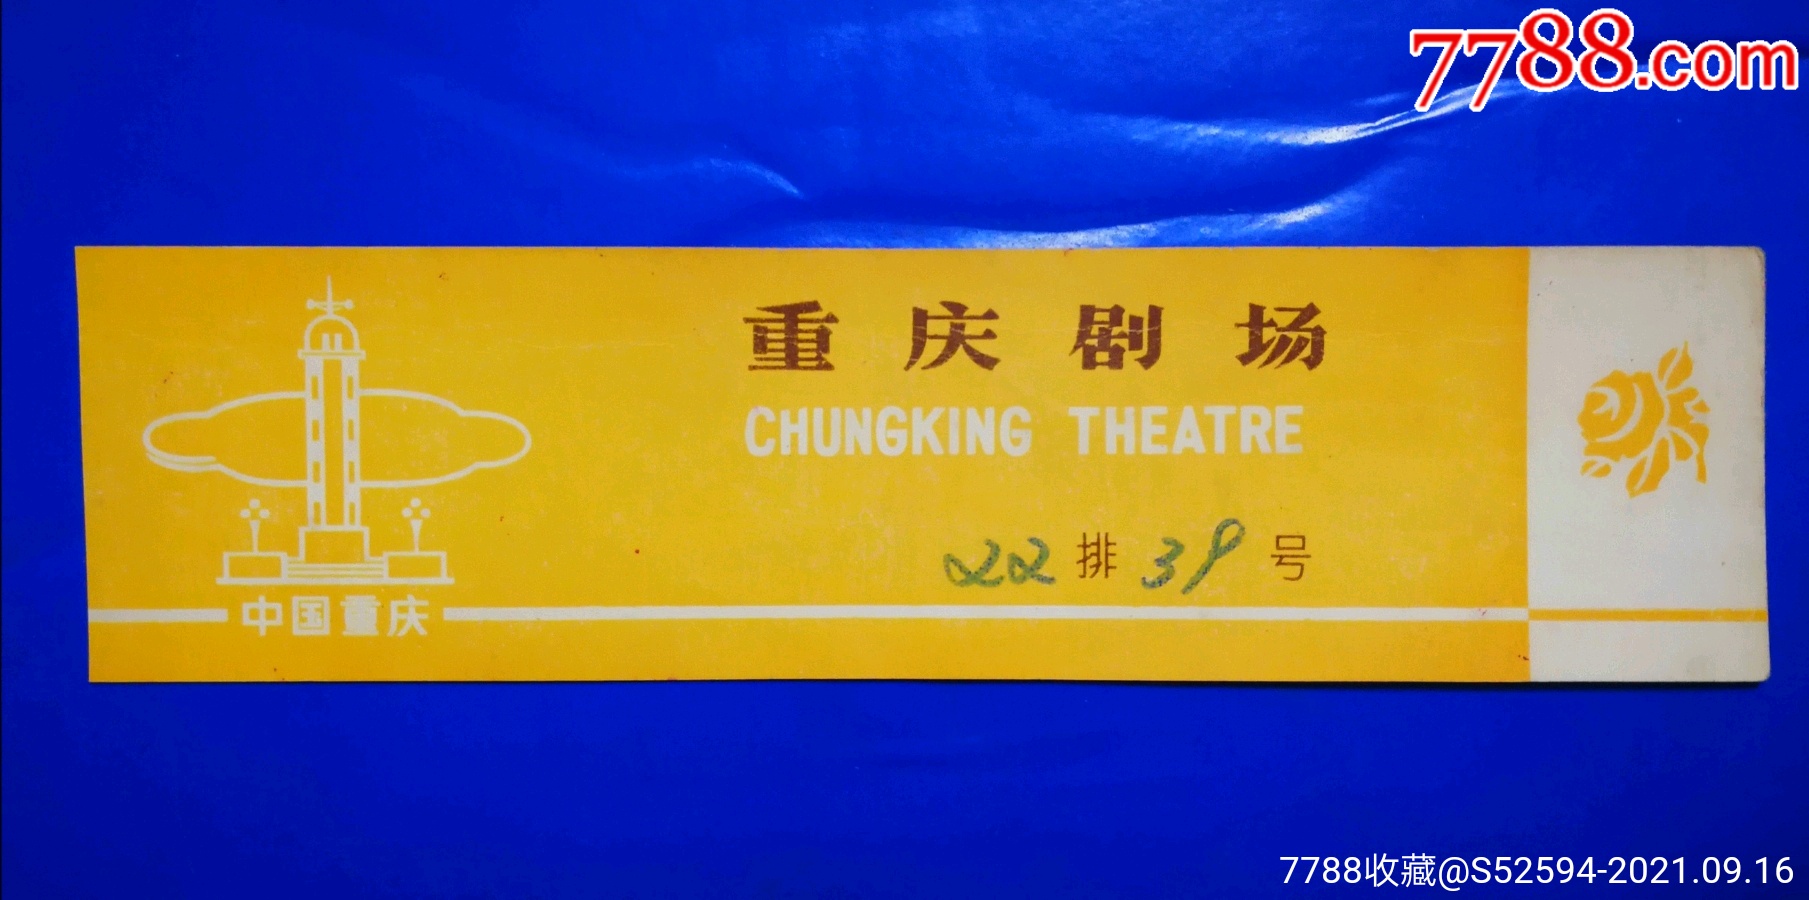 7788.com
重庆剧场
CHUNGKING THEATRE
22排39号
中国重庆
7788收藏@S52594-2021.09.16